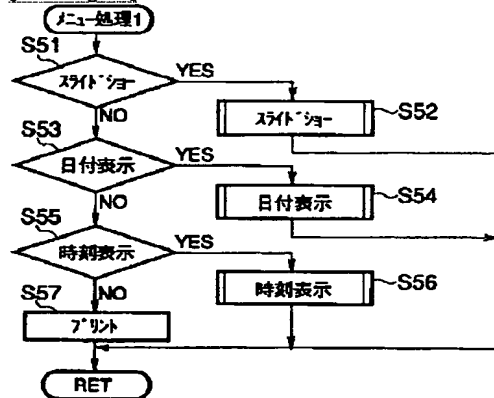 メニュー処理1
S51
スライドショー
YES
スライドショー
S52
NO
S53
日付表示
YES
日付表示
S54
NO
S55
時刻表示
YES
時刻表示
S56
NO
S57
プリント
RET